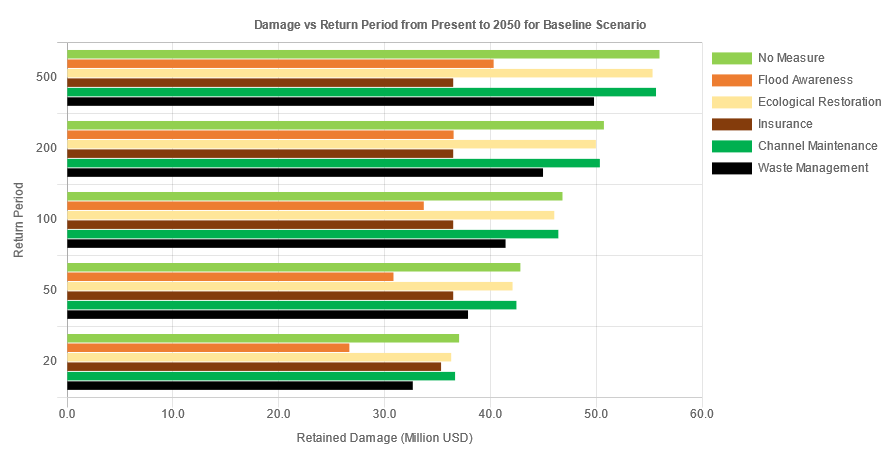 Damage vs Return Period from Present to 2050 for Baseline Scenario
No Measure
Flood Awareness
Ecological Restoration
Insurance
Channel Maintenance
Waste Management
Return Period
500
200
100
50
20
0.0 10.0 20.0 30.0 40.0 50.0 60.0
Retained Damage (Million USD)